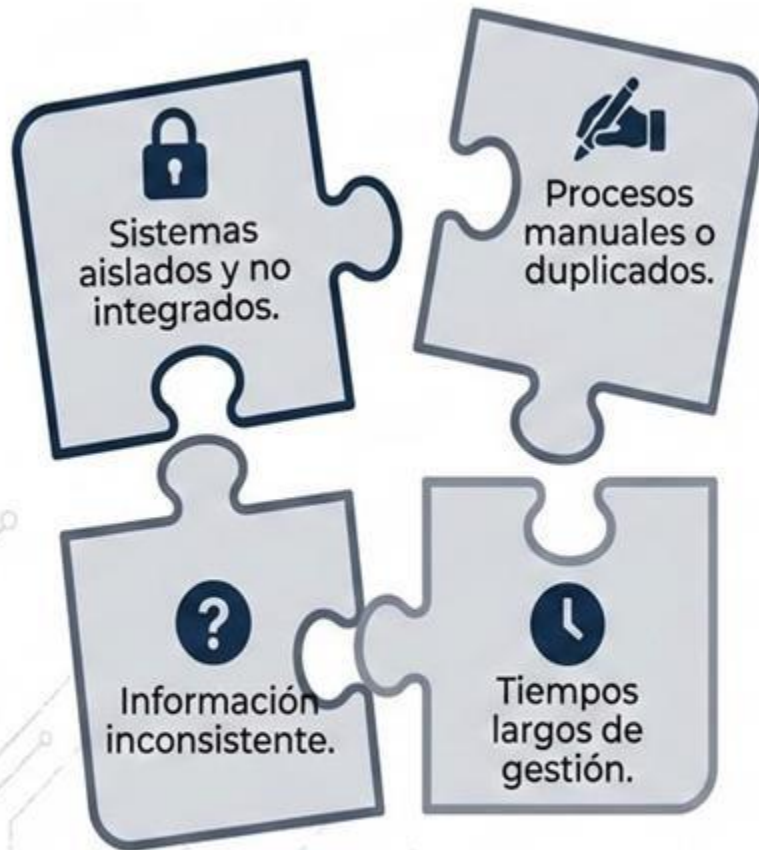 Sistemas
aislados y no
integrados.
Procesos
manuales o
duplicados.
Información
inconsistente.
Tiempos
largos de
gestión.